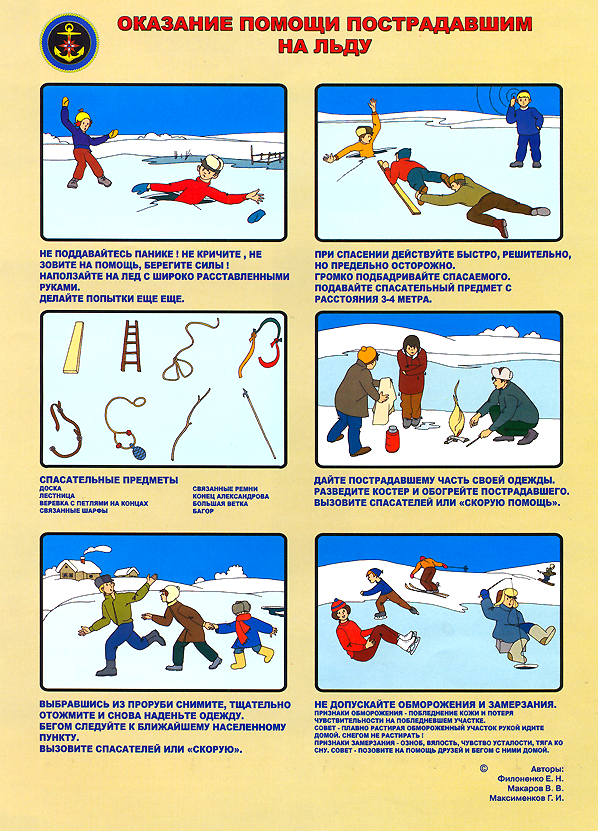 ОКАЗАНИЕ ПОМОЩИ ПОСТРАДАВШИМ
НА ЛЬДУ
НЕ ПОДДАВАЙТЕСЬ ПАНИКЕ ! НЕ КРИЧИТЕ , НЕ
ЗОВИТЕ НА ПОМОЩЬ, БЕРЕГИТЕ СИЛЫ !
НАПОЛЗАЙТЕ НА ЛЕД С ШИРОКО РАССТАВЛЕННЫМИ
РУКАМИ.
ДЕЛАЙТЕ ПОПЫТКИ ЕЩЕ ЕЩЕ.
ПРИ СПАСЕНИИ ДЕЙСТВУЙТЕ БЫСТРО, РЕШИТЕЛЬНО,
НО ПРЕДЕЛЬНО ОСТОРОЖНО.
ГРОМКО ПОДБАДРИВАЙТЕ СПАСАЕМОГО.
ПОДАВАЙТЕ СПАСАТЕЛЬНЫЙ ПРЕДМЕТ С
РАССТОЯНИЯ 3-4 МЕТРА.
СПАСАТЕЛЬНЫЕ ПРЕДМЕТЫ
ДОСКА
ЛЕСТНИЦА
ВЕРЕВКА С ПЕТЛЯМИ НА КОНЦАХ
СВЯЗАННЫЕ ШАРФЫ
СВЯЗАННЫЕ РЕМНИ
КОНЕЦ АЛЕКСАНДРОВА
БОЛЬШАЯ ВЕТКА
БАГОР
ДАЙТЕ ПОСТРАДАВШЕМУ ЧАСТЬ СВОЕЙ ОДЕЖДЫ.
РАЗВЕДИТЕ КОСТЕР И ОБОГРЕЙТЕ ПОСТРАДАВШЕГО.
ВЫЗОВИТЕ СПАСАТЕЛЕЙ ИЛИ «СКОРУЮ ПОМОЩЬ».
ВЫБРАВШИСЬ ИЗ ПРОРУБИ СНИМИТЕ, ТЩАТЕЛЬНО
ОТОЖМИТЕ И СНОВА НАДЕНЬТЕ ОДЕЖДУ.
БЕГОМ СЛЕДУЙТЕ К БЛИЖАЙШЕМУ НАСЕЛЕННОМУ
ПУНКТУ.
ВЫЗОВИТЕ СПАСАТЕЛЕЙ ИЛИ «СКОРУЮ».
НЕ ДОПУСКАЙТЕ ОБМОРОЖЕНИЯ И ЗАМЕРЗАНИЯ.
ПРИЗНАКИ ОБМОРОЖЕНИЯ - ПОБЛЕДНЕНИЕ КОЖИ И ПОТЕРЯ
ЧУВСТВИТЕЛЬНОСТИ НА ПОБЛЕДНЕВШЕМ УЧАСТКЕ.
СОВЕТ - ПЛАВНО РАСТИРАЯ ОБМОРОЖЕННЫЙ УЧАСТОК РУКОЙ ИДИТЕ
ДОМОЙ. СНЕГОМ НЕ РАСТИРАТЬ !
ПРИЗНАКИ ЗАМЕРЗАНИЯ - ОЗНОБ, ВЯЛОСТЬ, ЧУВСТВО УСТАЛОСТИ, ТЯГА КО
СНУ. СОВЕТ - ПОЗОВИТЕ НА ПОМОЩЬ ДРУЗЕЙ И БЕГОМ С НИМИ ДОМОЙ.
© Авторы:
Филоненко Е. Н.
Макаров В. В.
Максименков Г. И.